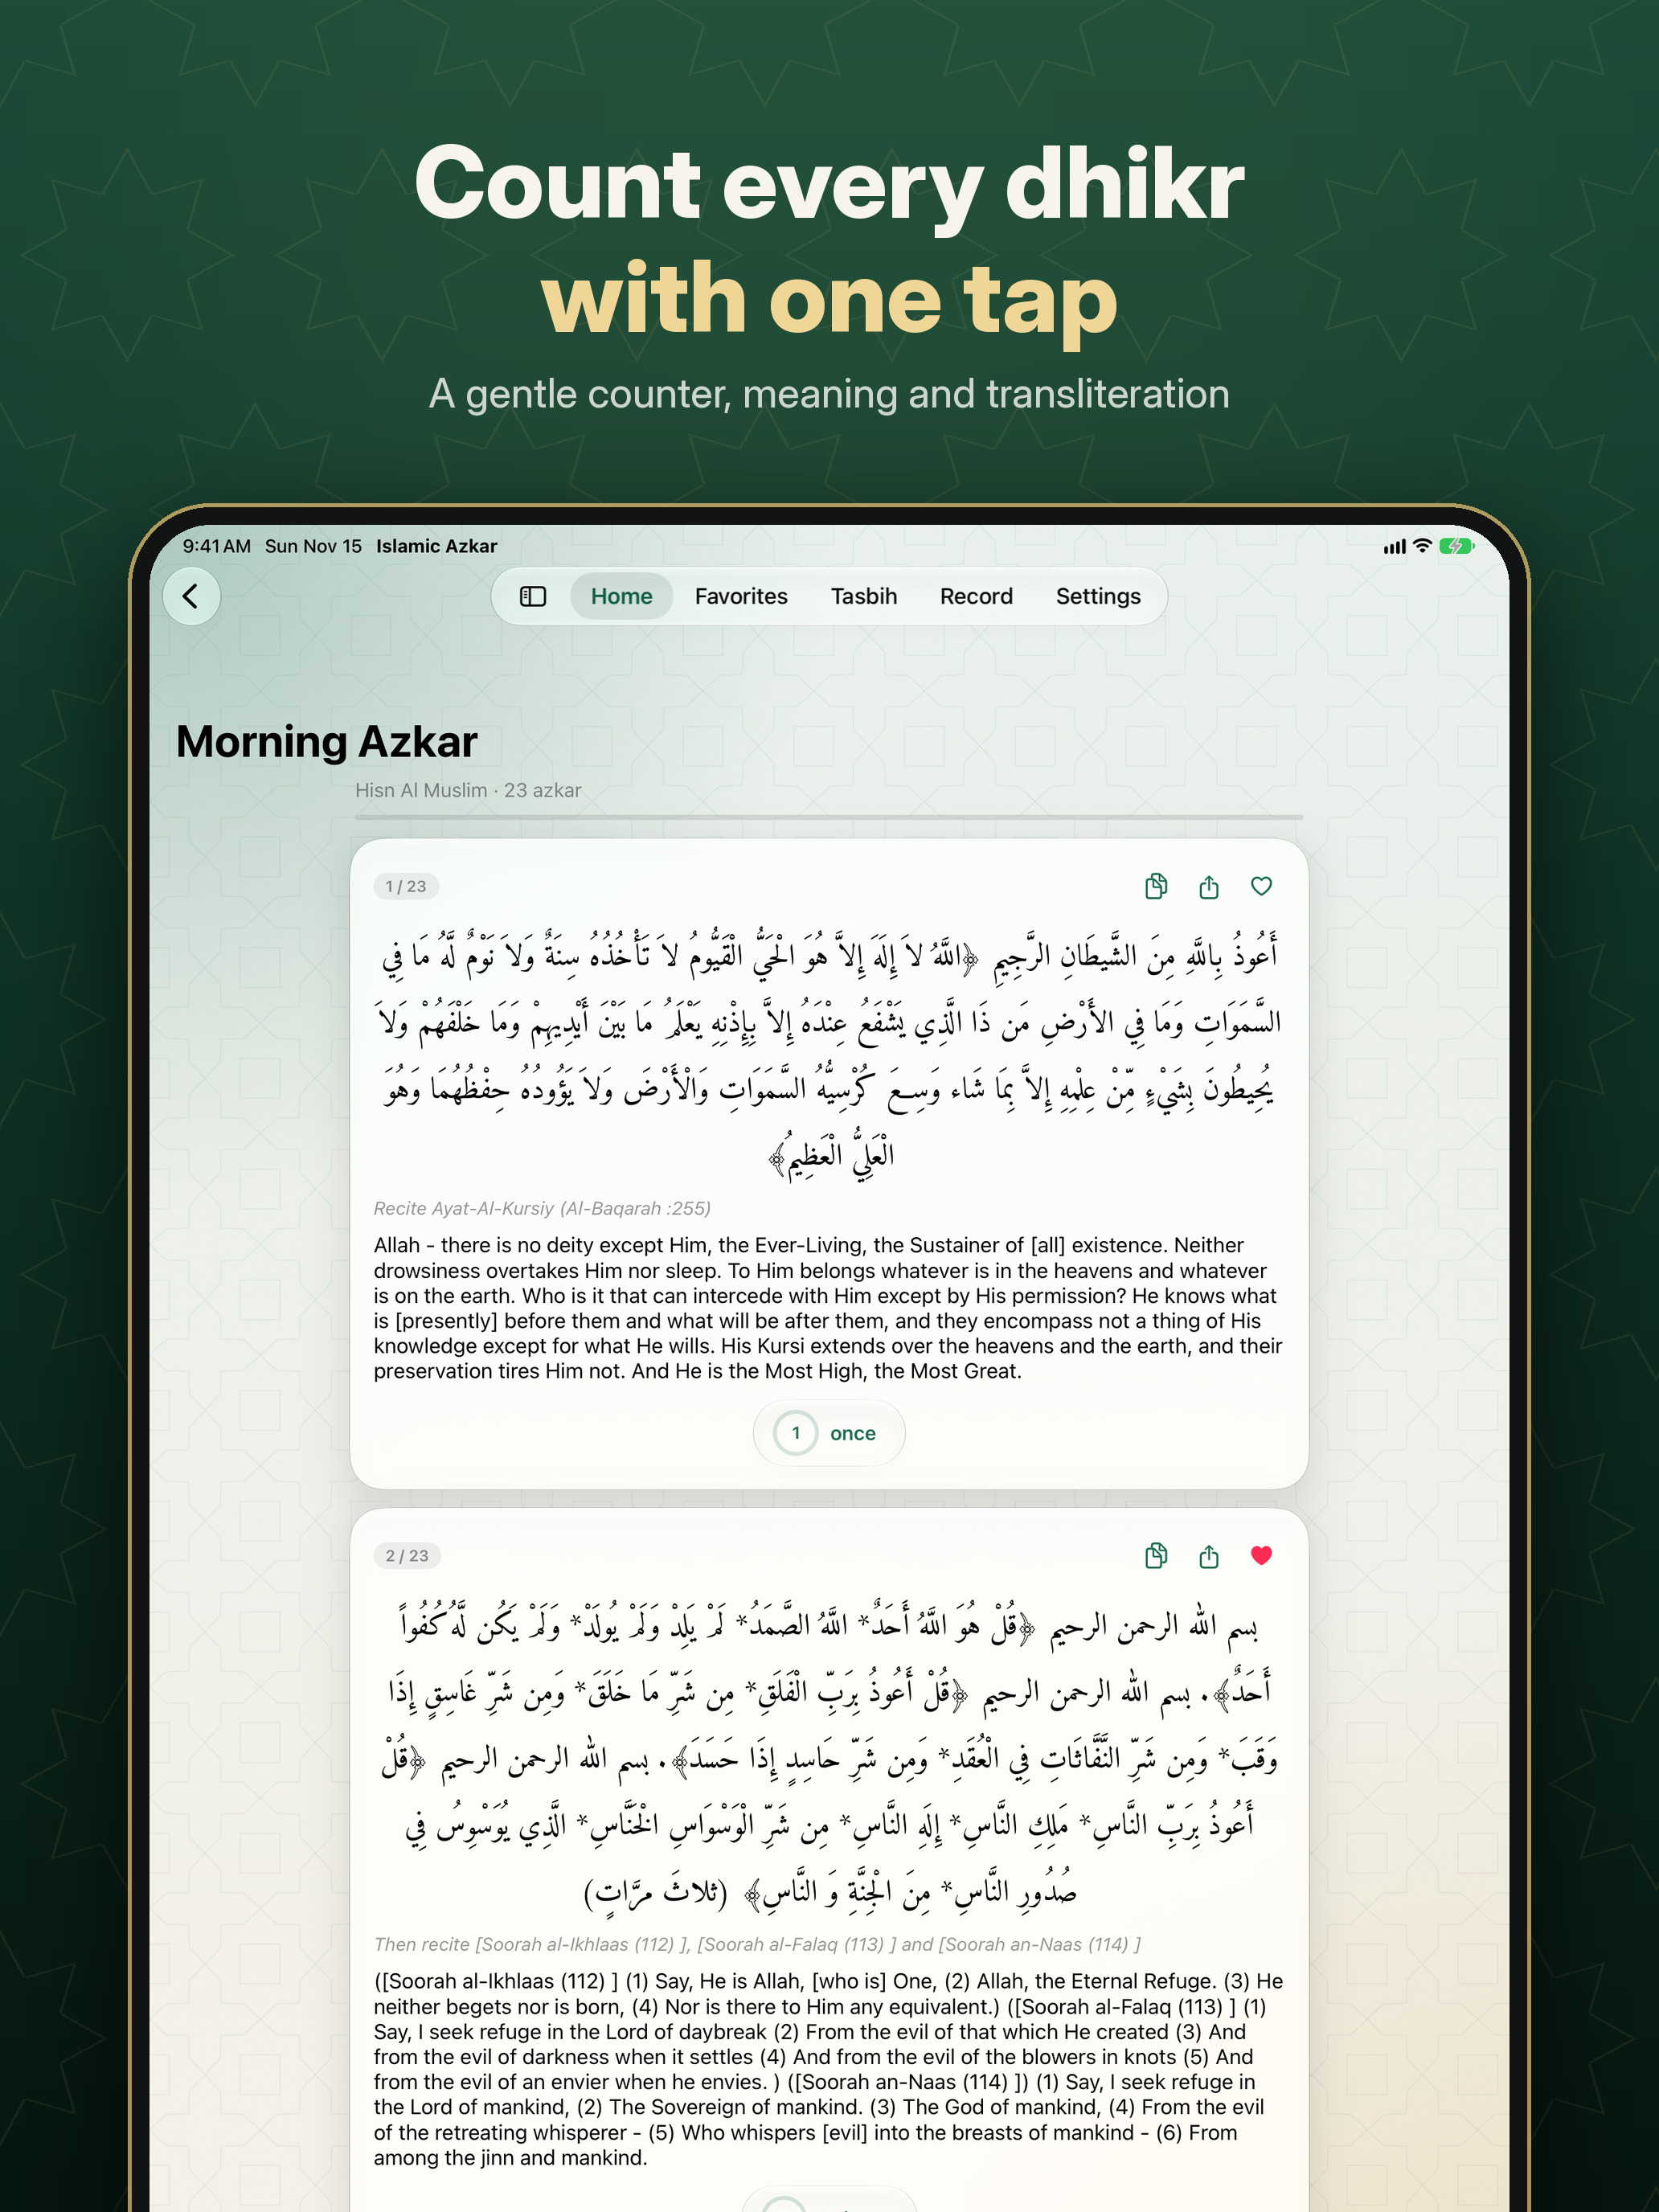 Count every dhikr
with one tap
A gentle counter, meaning and transliteration
9:41 AM Sun Nov 15 Islamic Azkar
Home Favorites Tasbih Record Settings
Morning Azkar
Hisn Al Muslim · 23 azkar
1 / 23
أَعُوذُ بِاللَّهِ مِنَ الشَّيطَانِ الرَّجِيمِ ﴿اللَّهُ لاَ إِلَهَ إِلاَّ هُوَ الْحَيُّ الْقَيُّومُ لاَ تَأْخُذُهُ سِنَةٌ وَلاَ نَوْمٌ لَّهُ مَا فِي
السَّمَوَاتِ وَمَا فِي الأَرْضِ مَن ذَا الَّذِي يَشْفَعُ عِنْدَهُ إِلاَّ بِإِذْنِهِ يَعْلَمُ مَا بَيْنَ أَيْدِيهِمْ وَمَا خَلْفَهُمْ وَلاَ
يُحِيطُونَ بِشَيْءٍ مِّنْ عِلْمِهِ إِلاَّ بِمَا شَاء وَسِعَ كُرْسِيُّهُ السَّمَوَاتِ وَالْأَرْضَ وَلاَ يَؤُودُهُ حِفْظُهُمَا وَهُوَ
الْعَلِيُّ الْعَظِيمُ﴾
Recite Ayat-Al-Kursiy (Al-Baqarah :255)
Allah - there is no deity except Him, the Ever-Living, the Sustainer of [all] existence. Neither
drowsiness overtakes Him nor sleep. To Him belongs whatever is in the heavens and whatever
is on the earth. Who is it that can intercede with Him except by His permission? He knows what
is [presently] before them and what will be after them, and they encompass not a thing of His
knowledge except for what He wills. His Kursi extends over the heavens and the earth, and their
preservation tires Him not. And He is the Most High, the Most Great.
1 once
2 / 23
بسم الله الرحمن الرحيم ﴿قُلْ هُوَ اللَّهُ أَحَدٌ* اللَّهُ الصَّمَدُ* لَمْ يَلِدْ وَلَمْ يُولَدْ* وَلَمْ يَكُن لَّهُ كُفُواً
أَحَدٌ﴾. بسم الله الرحمن الرحيم ﴿قُلْ أَعُوذُ بِرَبِّ الْفَلَقِ* مِن شَرِّ مَا خَلَقَ* وَمِن شَرِّ غَاسِقٍ إِذَا
وَقَبَ* وَمِن شَرِّ النَّفَّاثَاتِ فِي الْعُقَدِ* وَمِن شَرِّ حَاسِدٍ إِذَا حَسَدَ﴾. بسم الله الرحمن الرحيم ﴿قُلْ
أَعُوذُ بِرَبِّ النَّاسِ* مَلِكِ النَّاسِ* إِلَهِ النَّاسِ* مِن شَرِّ الْوَسْوَاسِ الْخَنَّاسِ* الَّذِي يُوَسْوِسُ فِي
صُدُورِ النَّاسِ* مِنَ الْجِنَّةِ وَ النَّاسِ﴾ (ثلاثَ مرَّاتٍ)
Then recite [Soorah al-Ikhlaas (112) ], [Soorah al-Falaq (113) ] and [Soorah an-Naas (114) ]
([Soorah al-Ikhlaas (112) ] (1) Say, He is Allah, [who is] One, (2) Allah, the Eternal Refuge. (3) He
neither begets nor is born, (4) Nor is there to Him any equivalent.) ([Soorah al-Falaq (113) ] (1)
Say, I seek refuge in the Lord of daybreak (2) From the evil of that which He created (3) And
from the evil of darkness when it settles (4) And from the evil of the blowers in knots (5) And
from the evil of an envier when he envies. ) ([Soorah an-Naas (114) ]) (1) Say, I seek refuge in
the Lord of mankind, (2) The Sovereign of mankind. (3) The God of mankind, (4) From the evil
of the retreating whisperer - (5) Who whispers [evil] into the breasts of mankind - (6) From
among the jinn and mankind.